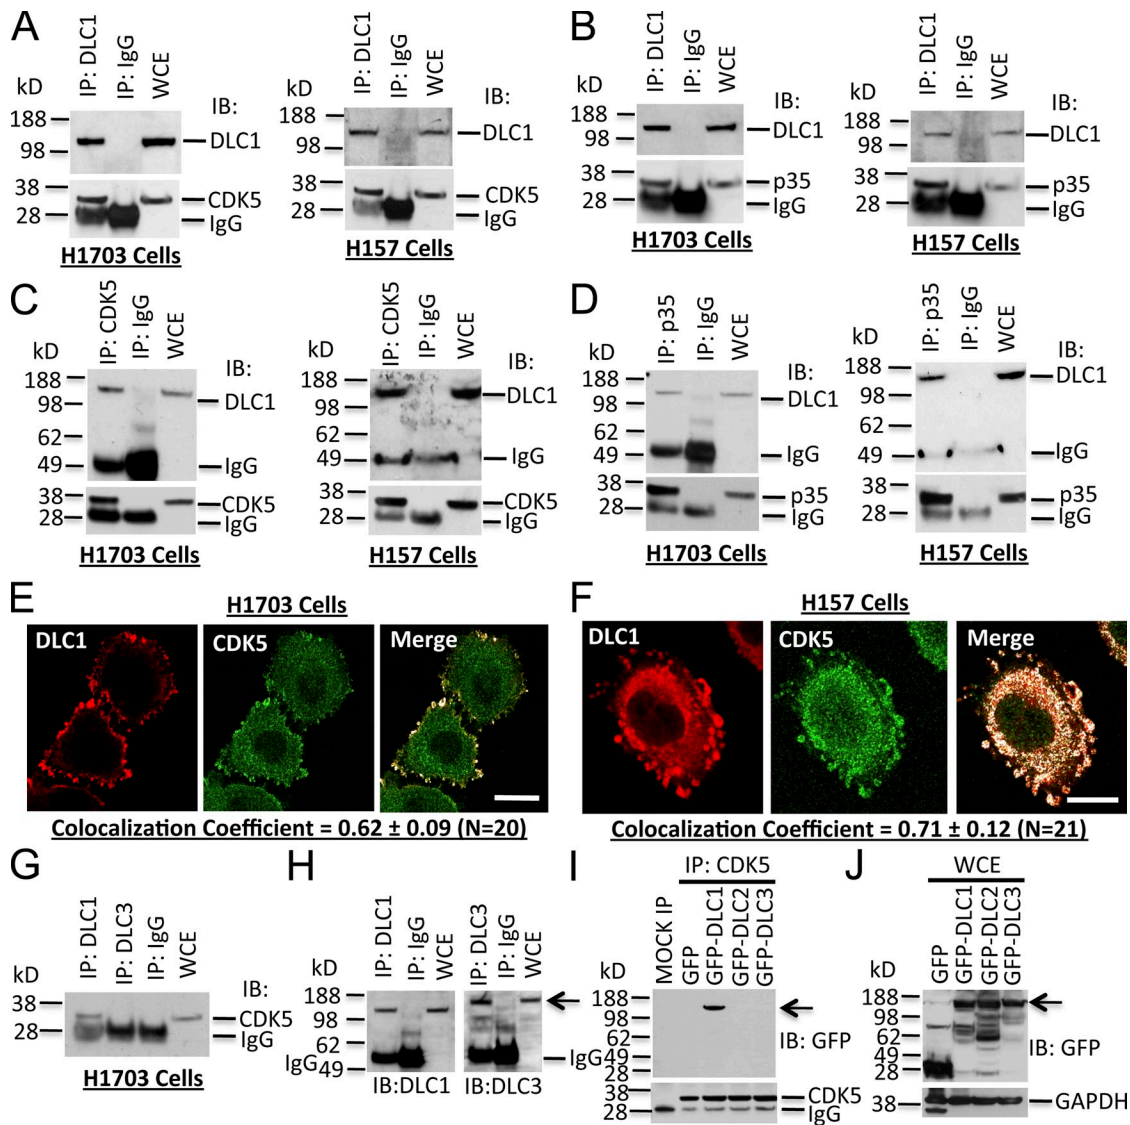 A
IP: DLC1
IP: IgG
WCE
kD
IB:
188
98
DLC1
38
28
CDK5
IgG
H1703 Cells
IP: DLC1
IP: IgG
WCE
kD
IB:
188
98
DLC1
38
28
CDK5
IgG
H157 Cells
B
IP: DLC1
IP: IgG
WCE
kD
IB:
188
98
DLC1
38
28
p35
IgG
H1703 Cells
IP: DLC1
IP: IgG
WCE
kD
IB:
188
98
DLC1
38
28
p35
IgG
H157 Cells
C
IP: CDK5
IP: IgG
WCE
kD
IB:
188
98
62
49
DLC1
IgG
38
28
CDK5
IgG
H1703 Cells
IP: CDK5
IP: IgG
WCE
kD
IB:
188
98
62
49
DLC1
IgG
38
28
CDK5
IgG
H157 Cells
D
IP: p35
IP: IgG
WCE
kD
IB:
188
98
62
49
DLC1
IgG
38
28
p35
IgG
H1703 Cells
IP: p35
IP: IgG
WCE
kD
IB:
188
98
62
49
DLC1
IgG
38
28
p35
IgG
H157 Cells
E
H1703 Cells
DLC1
CDK5
Merge
Colocalization Coefficient = 0.62 ± 0.09 (N=20)
F
H157 Cells
DLC1
CDK5
Merge
Colocalization Coefficient = 0.71 ± 0.12 (N=21)
G
IP: DLC1
IP: DLC3
IP: IgG
WCE
kD
IB:
38
28
CDK5
IgG
H1703 Cells
H
IP: DLC1
IP: IgG
WCE
IP: DLC3
IP: IgG
WCE
kD
188
98
62
49
IgG
IgG
IB:DLC1
IB:DLC3
I
IP: CDK5
MOCK IP
GFP
GFP-DLC1
GFP-DLC2
GFP-DLC3
kD
188
98
62
49
38
28
IB: GFP
38
28
CDK5
IgG
J
WCE
GFP
GFP-DLC1
GFP-DLC2
GFP-DLC3
kD
188
98
62
49
38
28
IB: GFP
38
GAPDH